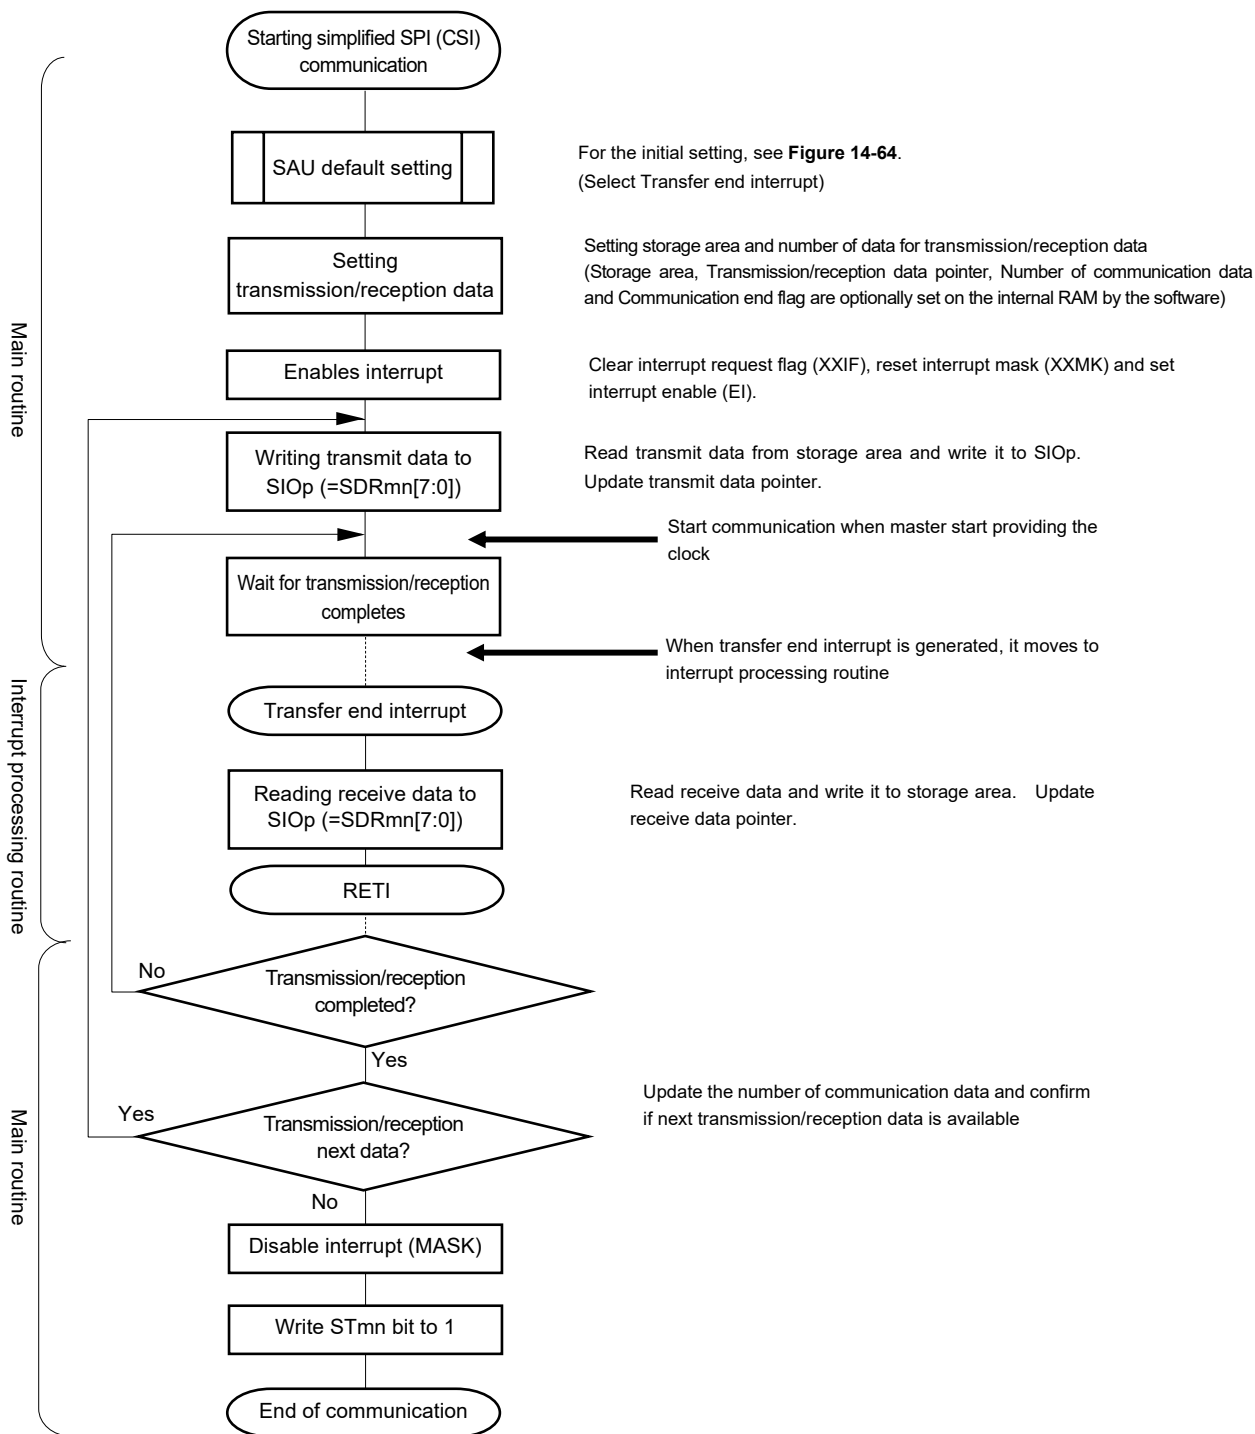 Starting simplified SPI (CSI)
communication
SAU default setting
For the initial setting, see Figure 14-64.
(Select Transfer end interrupt)
Setting
transmission/reception data
Setting storage area and number of data for transmission/reception data
(Storage area, Transmission/reception data pointer, Number of communication data
and Communication end flag are optionally set on the internal RAM by the software)
Enables interrupt
Clear interrupt request flag (XXIF), reset interrupt mask (XXMK) and set
interrupt enable (EI).
Main routine
Writing transmit data to
SIOp (=SDRmn[7:0])
Read transmit data from storage area and write it to SIOp.
Update transmit data pointer.
Start communication when master start providing the
clock
Wait for transmission/reception
completes
When transfer end interrupt is generated, it moves to
interrupt processing routine
Transfer end interrupt
Interrupt processing routine
Reading receive data to
SIOp (=SDRmn[7:0])
Read receive data and write it to storage area. Update
receive data pointer.
RETI
No
Transmission/reception
completed?
Yes
Yes
Transmission/reception
next data?
Update the number of communication data and confirm
if next transmission/reception data is available
Main routine
No
Disable interrupt (MASK)
Write STmn bit to 1
End of communication